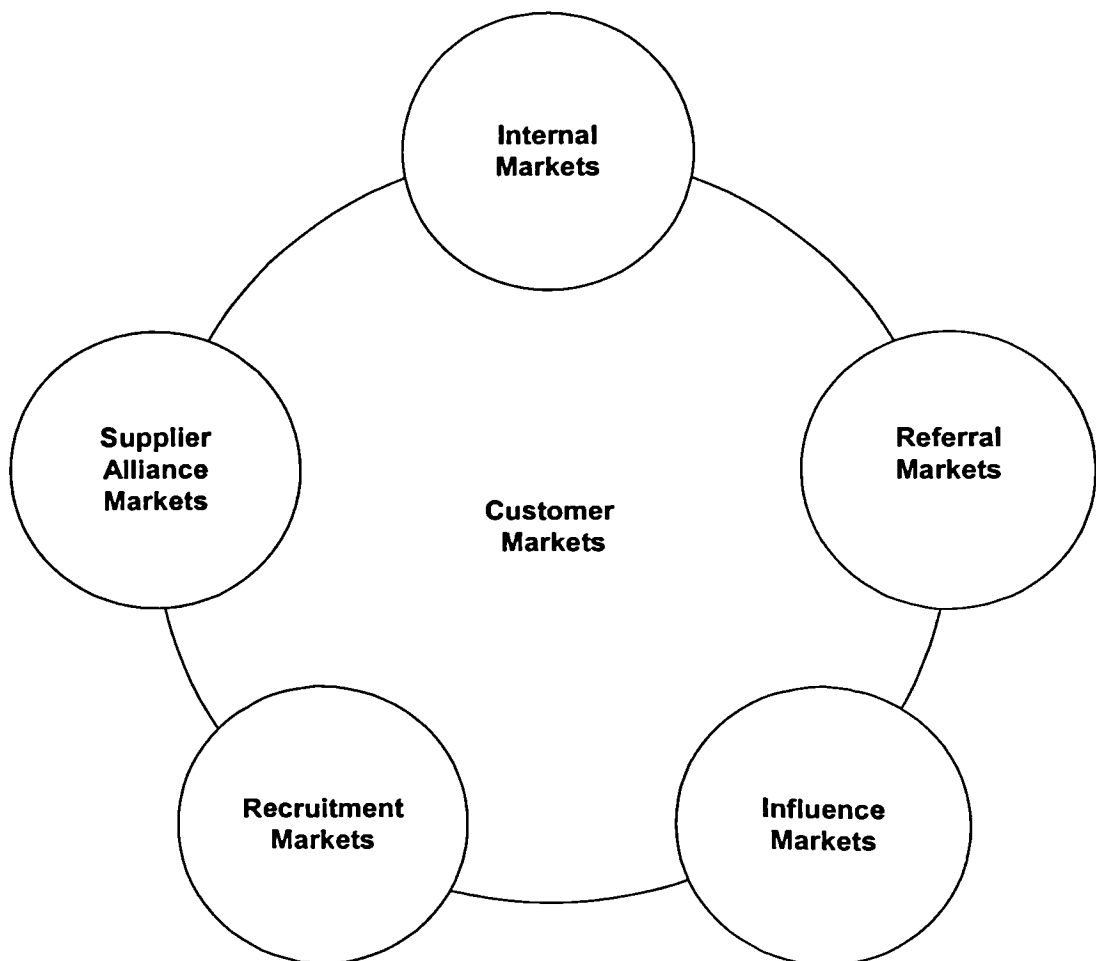 Internal
Markets
Supplier
Alliance
Markets
Referral
Markets
Customer
Markets
Recruitment
Markets
Influence
Markets